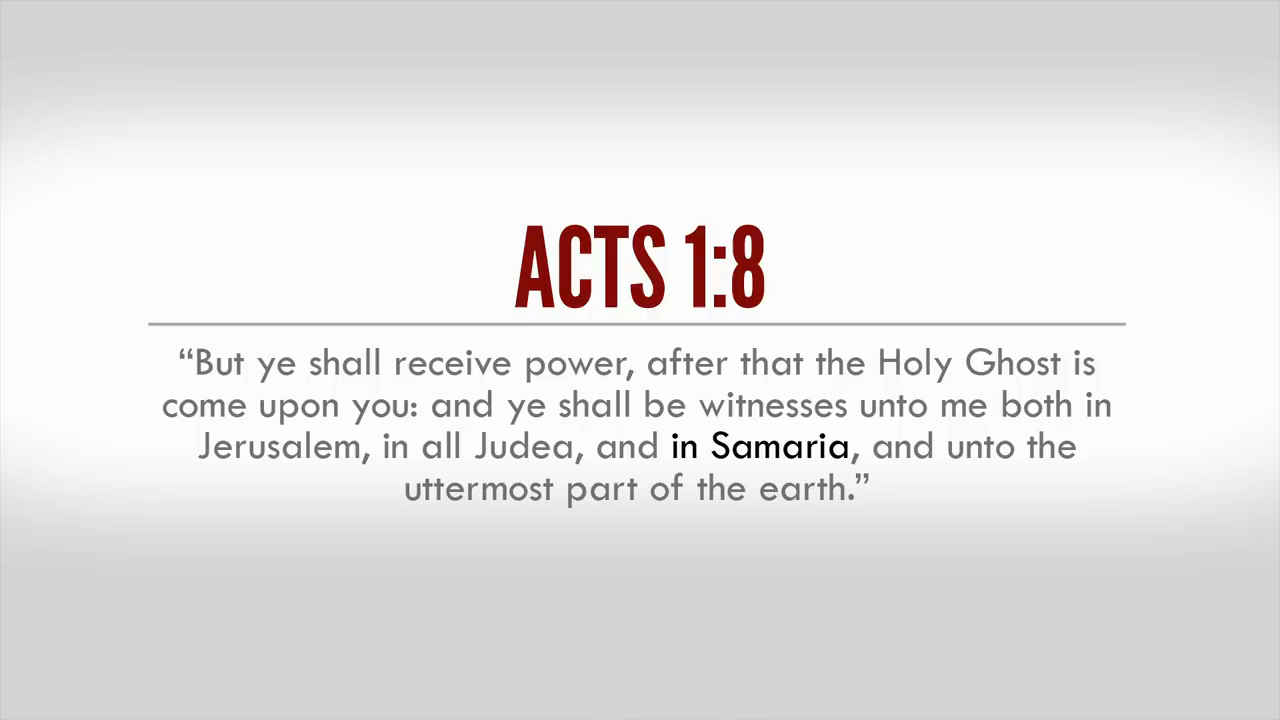 ACTS 1:8
“But ye shall receive power, after that the Holy Ghost is
come upon you: and ye shall be witnesses unto me both in
Jerusalem, in all Judea, and in Samaria, and unto the
uttermost part of the earth.”